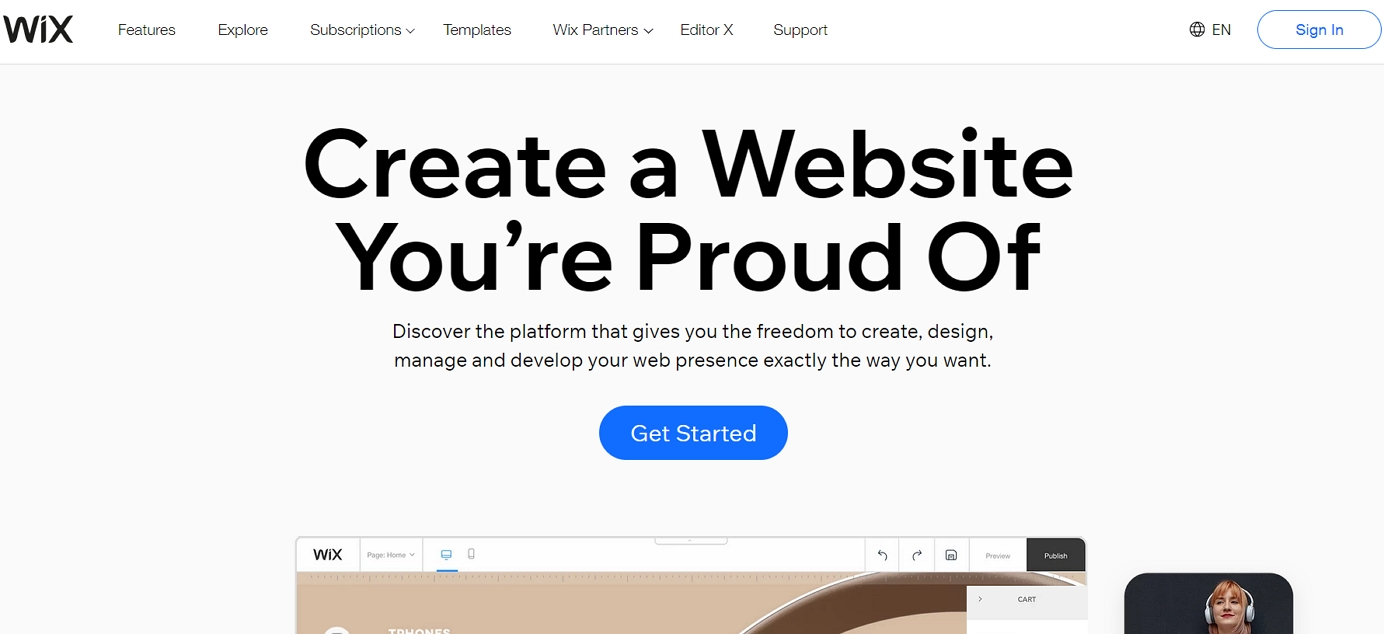 WiX
Features Explore Subscriptions Templates Wix Partners Editor X Support EN Sign In
Create a Website
You’re Proud Of
Discover the platform that gives you the freedom to create, design,
manage and develop your web presence exactly the way you want.
Get Started
WiX Page: Home Preview Publish
CART
TPHONES